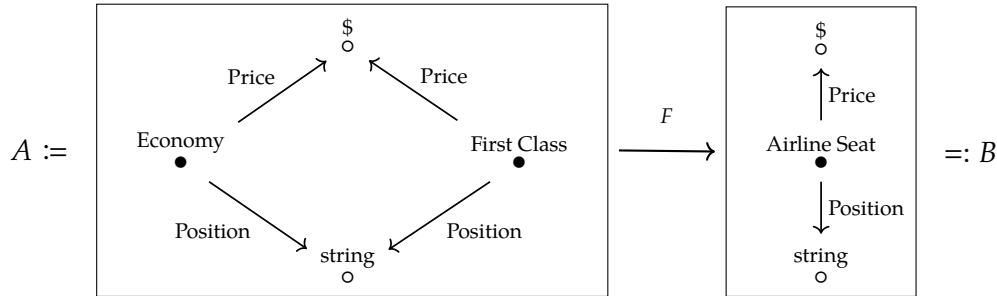 $
$
Price
Price
F
Price
A := Economy First Class Airline Seat =: B
Position
Position
Position
string
string